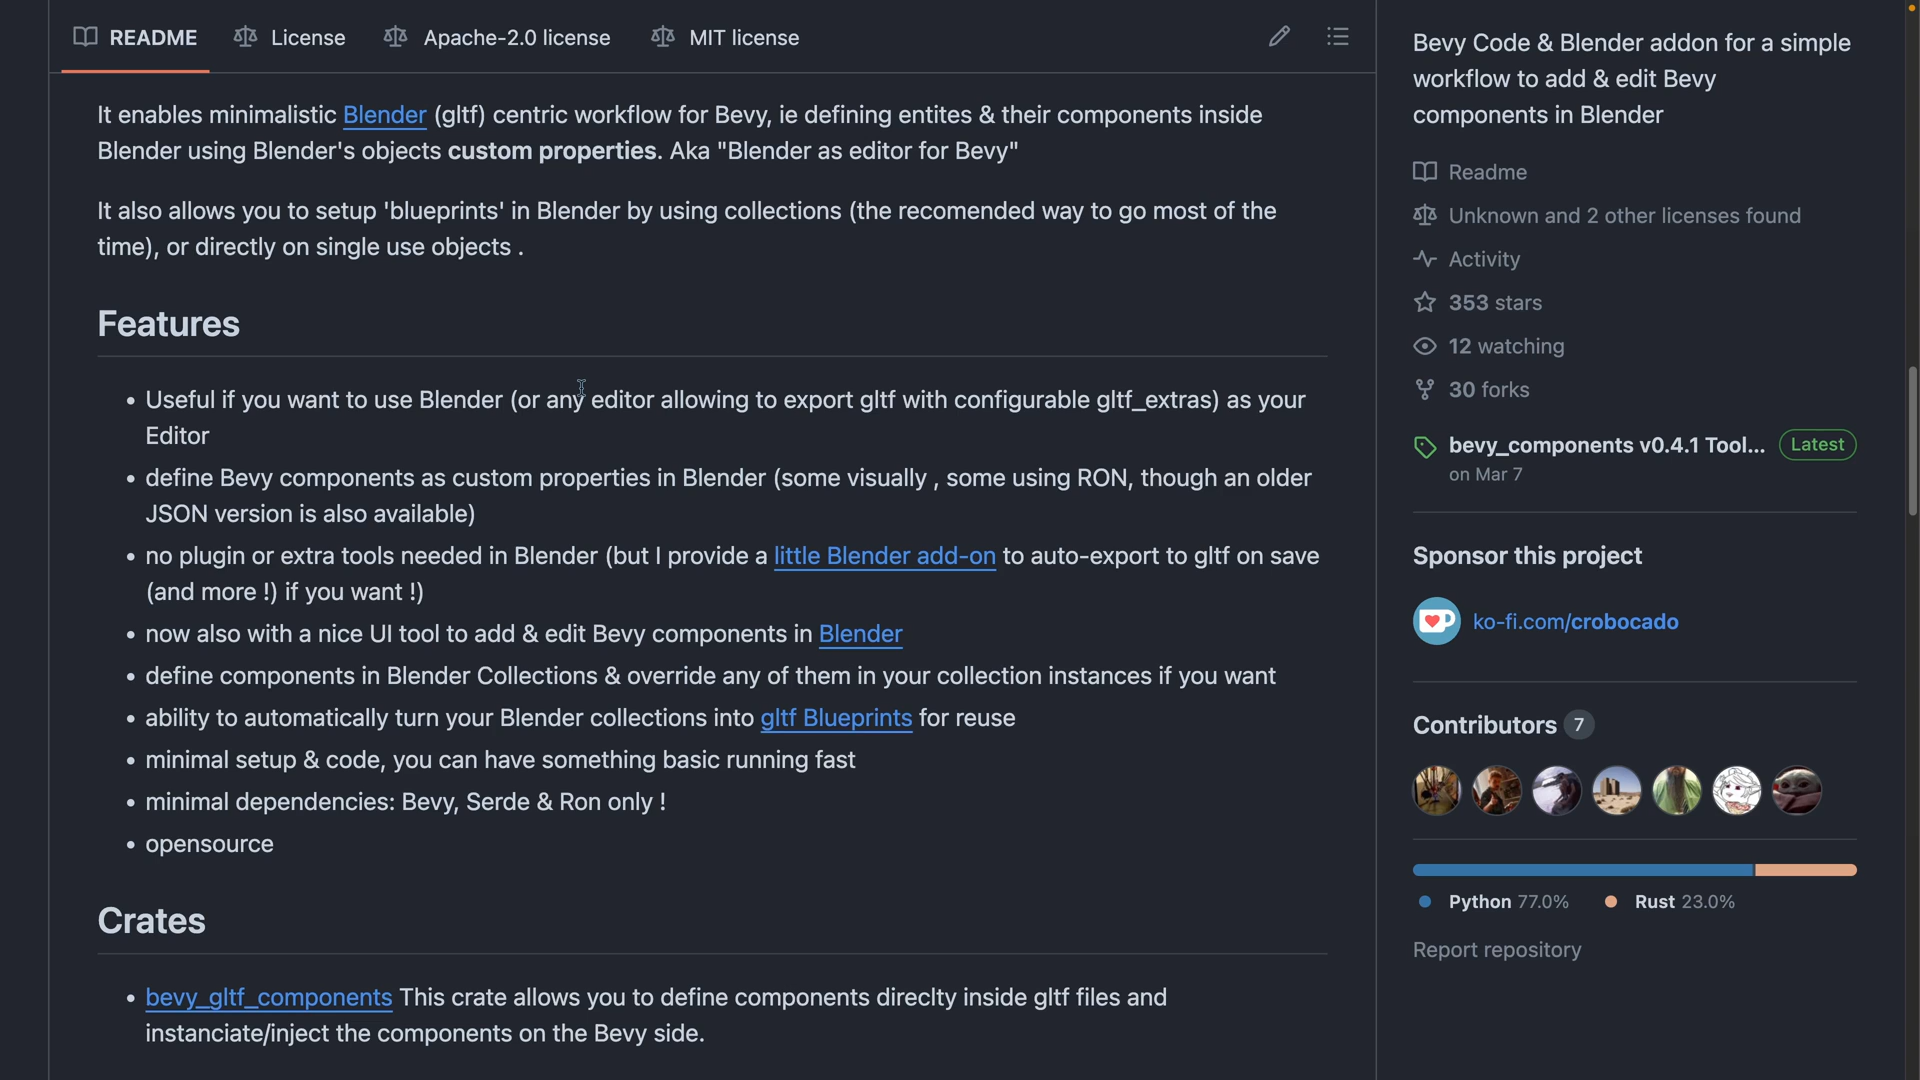 README
License
Apache-2.0 license
MIT license
It enables minimalistic Blender (gltf) centric workflow for Bevy, ie defining entites & their components inside
Blender using Blender's objects custom properties. Aka "Blender as editor for Bevy"
It also allows you to setup 'blueprints' in Blender by using collections (the recomended way to go most of the
time), or directly on single use objects .
Features
• Useful if you want to use Blender (or any editor allowing to export gltf with configurable gltf_extras) as your
Editor
• define Bevy components as custom properties in Blender (some visually , some using RON, though an older
JSON version is also available)
• no plugin or extra tools needed in Blender (but I provide a little Blender add-on to auto-export to gltf on save
(and more !) if you want !)
• now also with a nice UI tool to add & edit Bevy components in Blender
• define components in Blender Collections & override any of them in your collection instances if you want
• ability to automatically turn your Blender collections into gltf Blueprints for reuse
• minimal setup & code, you can have something basic running fast
• minimal dependencies: Bevy, Serde & Ron only !
• opensource
Crates
• bevy_gltf_components This crate allows you to define components direclty inside gltf files and
instanciate/inject the components on the Bevy side.
Bevy Code & Blender addon for a simple
workflow to add & edit Bevy
components in Blender
Readme
Unknown and 2 other licenses found
Activity
353 stars
12 watching
30 forks
bevy_components v0.4.1 Tool... Latest
on Mar 7
Sponsor this project
ko-fi.com/crobocado
Contributors 7
Python 77.0% Rust 23.0%
Report repository